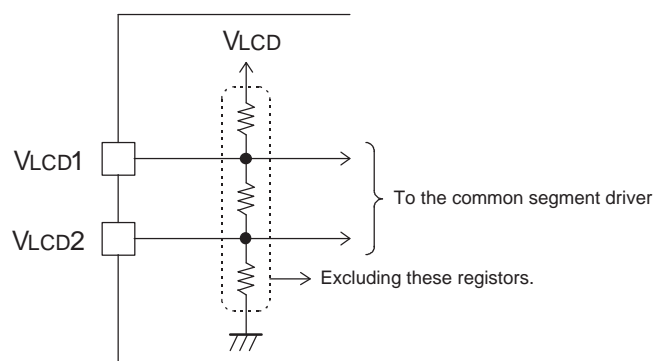 VLCD
VLCD1
To the common segment driver
VLCD2
Excluding these registors.